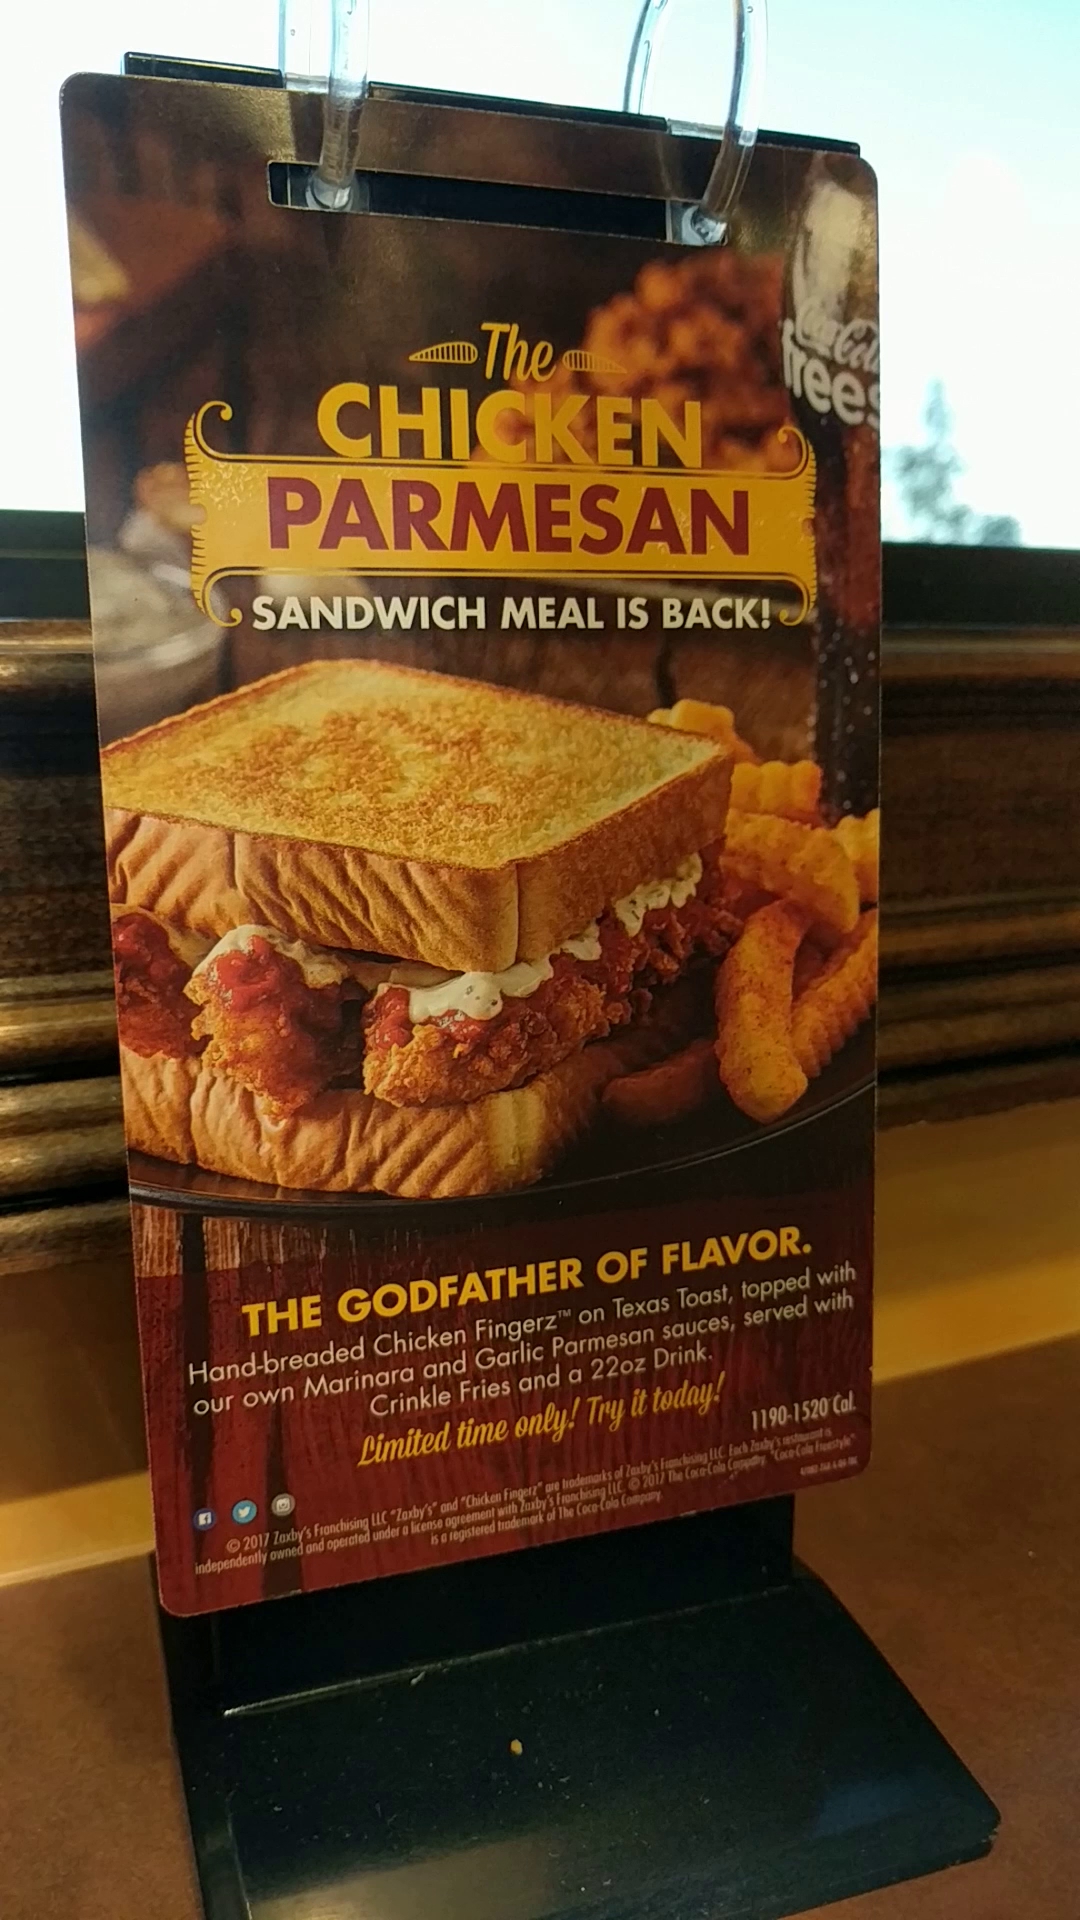 Coca-Cola
frees
The
CHICKEN
PARMESAN
SANDWICH MEAL IS BACK!
THE GODFATHER OF FLAVOR.
Hand-breaded Chicken Fingerz™ on Texas Toast, topped with
our own Marinara and Garlic Parmesan sauces, served with
Crinkle Fries and a 22oz Drink.
Limited time only! Try it today!
1190-1520 Cal.
© 2017 Zaxby's Franchising LLC "Zaxby's" and "Chicken Fingerz" are trademarks of Zaxby's Franchising LLC. Each Zaxby's restaurant is
independently owned and operated under a license agreement with Zaxby's Franchising LLC. © 2017 The Coca-Cola Company. "Coca-Cola Freestyle"
is a registered trademark of The Coca-Cola Company.